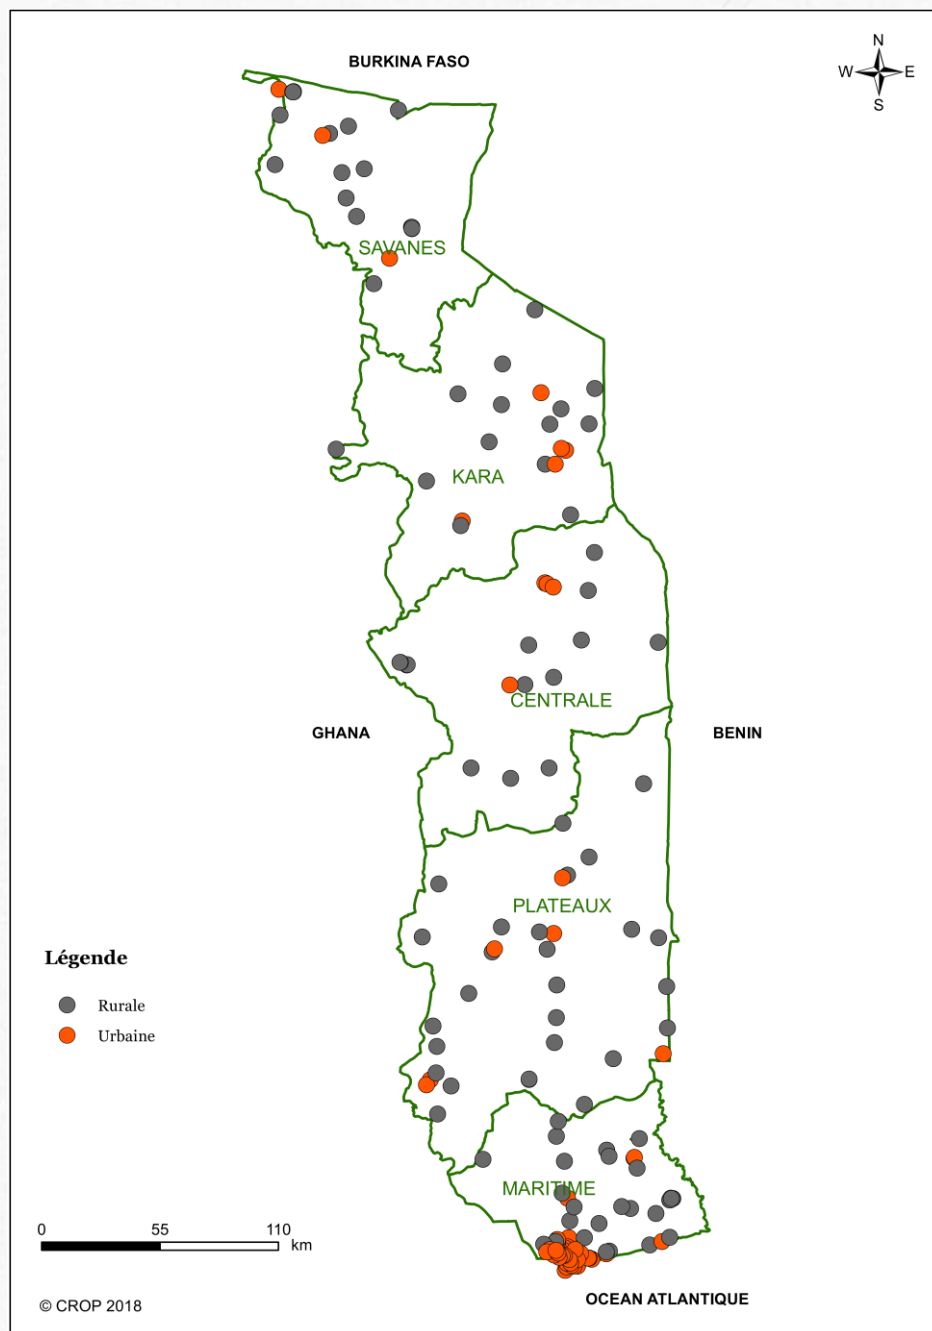 BURKINA FASO
N
W
E
S
SAVANES
KARA
CENTRALE
GHANA
BENIN
PLATEAUX
Légende
Rurale
Urbaine
MARITIME
0
55
110
km
OCEAN ATLANTIQUE
© CROP 2018